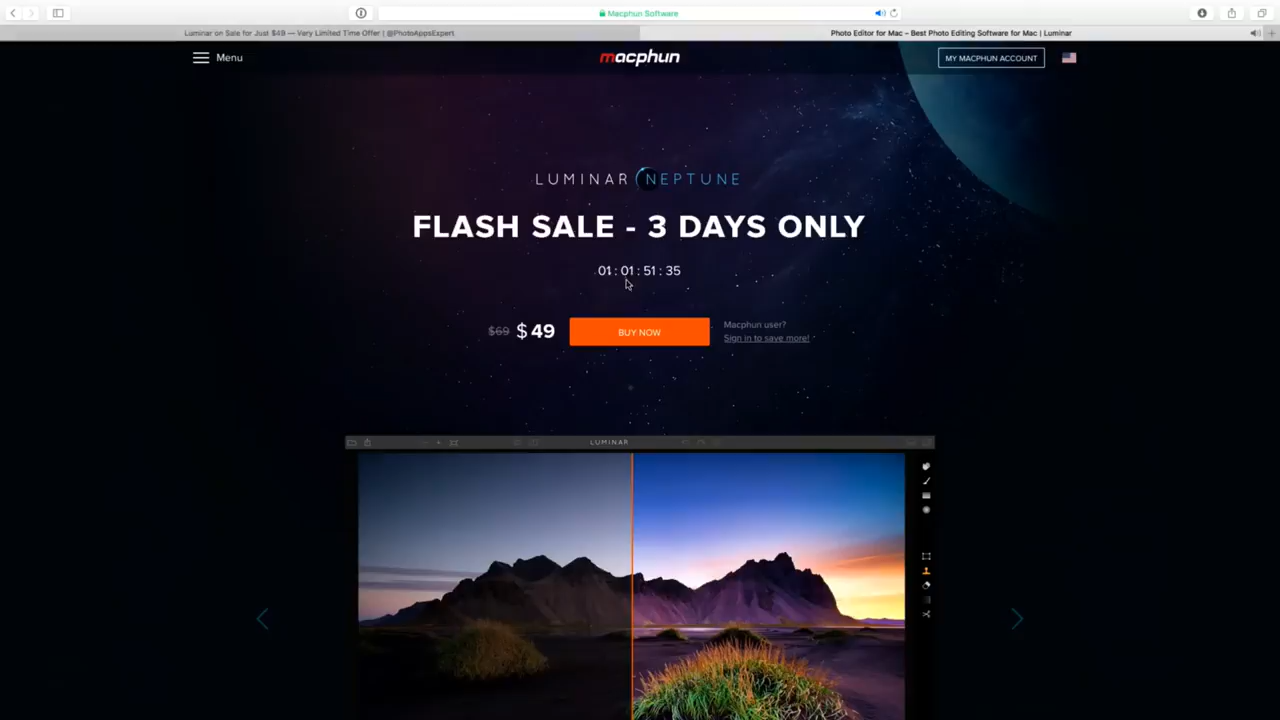 Macphun Software
Luminar on Sale for Just $49 — Very Limited Time Offer | @PhotoAppsExpert
Photo Editor for Mac – Best Photo Editing Software for Mac | Luminar
Menu
macphun
MY MACPHUN ACCOUNT
LUMINAR NEPTUNE
FLASH SALE - 3 DAYS ONLY
01 : 01 : 51 : 35
$69 $ 49
BUY NOW
Macphun user?
Sign in to save more!
LUMINAR